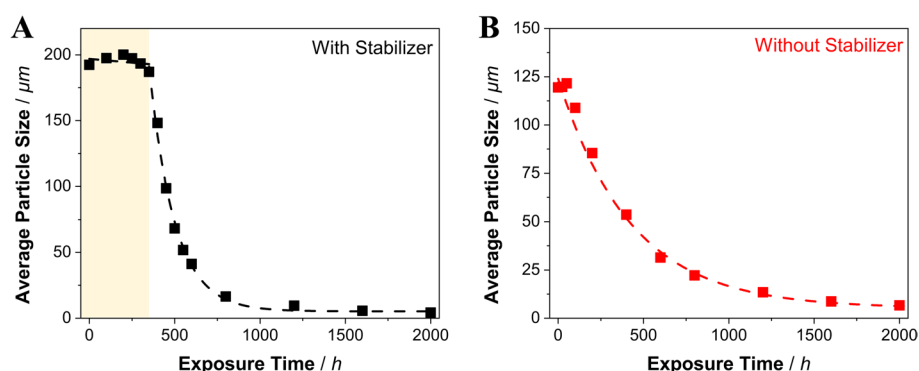 A
With Stabilizer
Average Particle Size / μm
200
150
100
50
0
0 500 1000 1500 2000
Exposure Time / h
B
Without Stabilizer
Average Particle Size / μm
150
125
100
75
50
25
0
0 500 1000 1500 2000
Exposure Time / h